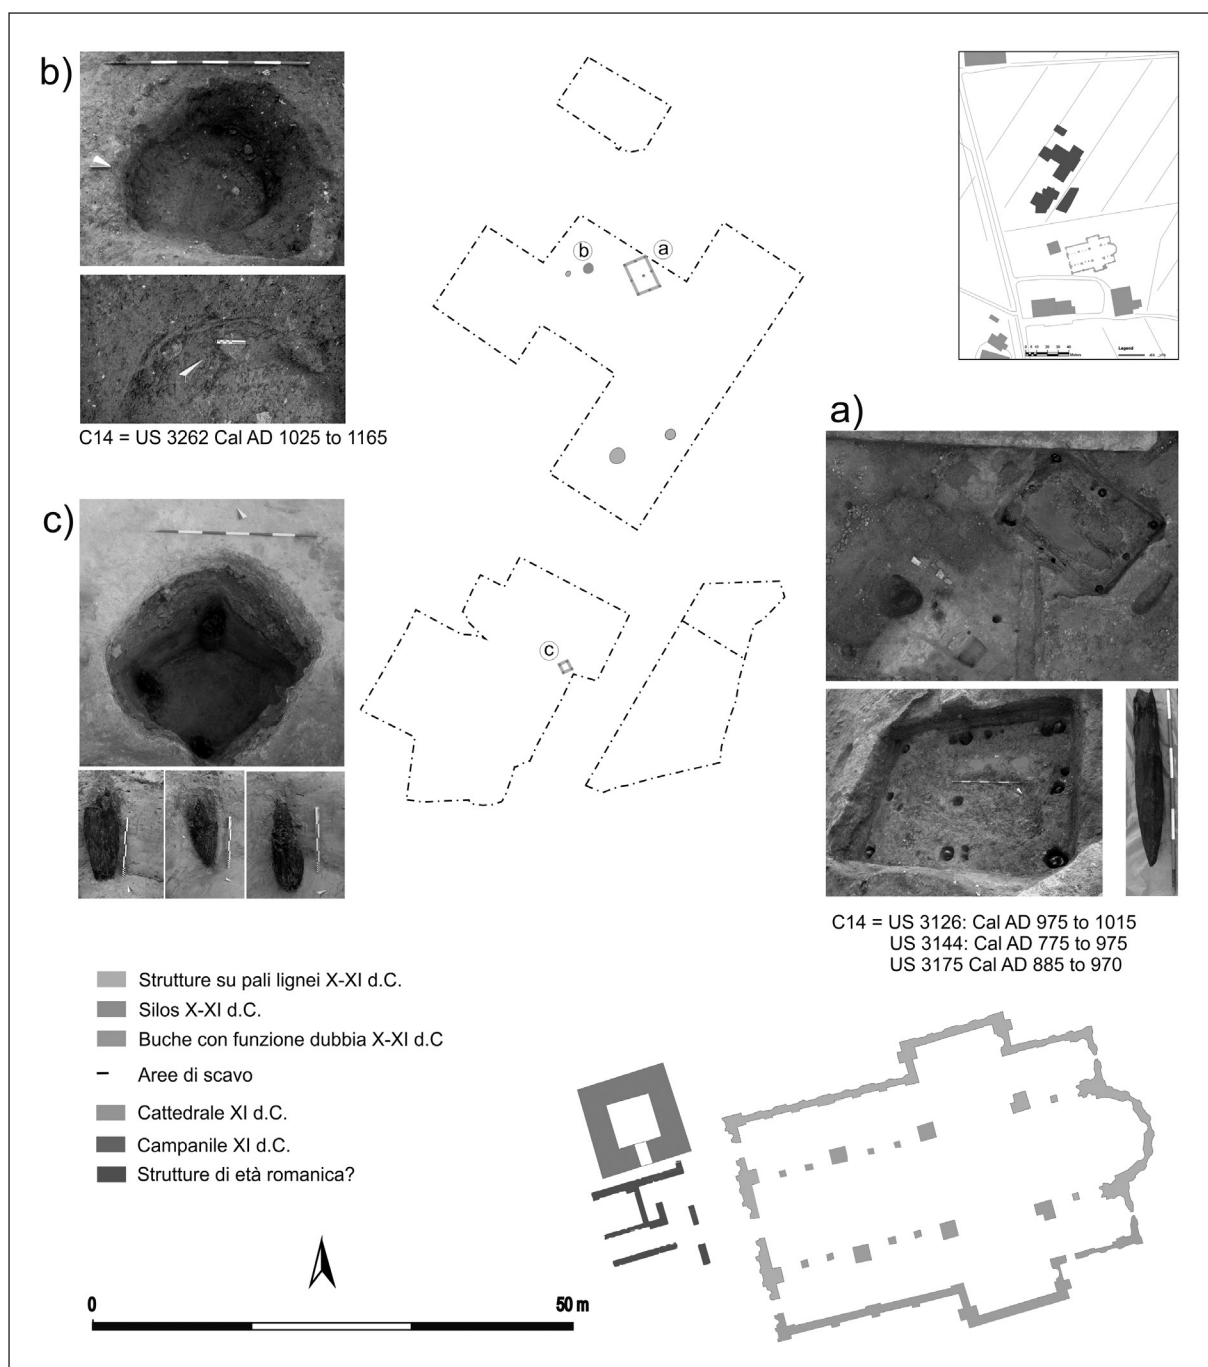 b)
b
a
C14 = US 3262 Cal AD 1025 to 1165
a)
c)
c
C14 = US 3126: Cal AD 975 to 1015
US 3144: Cal AD 775 to 975
US 3175 Cal AD 885 to 970
Legend
Meters
Strutture su pali lignei X-XI d.C.
Silos X-XI d.C.
Buche con funzione dubbia X-XI d.C
Aree di scavo
Cattedrale XI d.C.
Campanile XI d.C.
Strutture di età romanica?
0 50 m